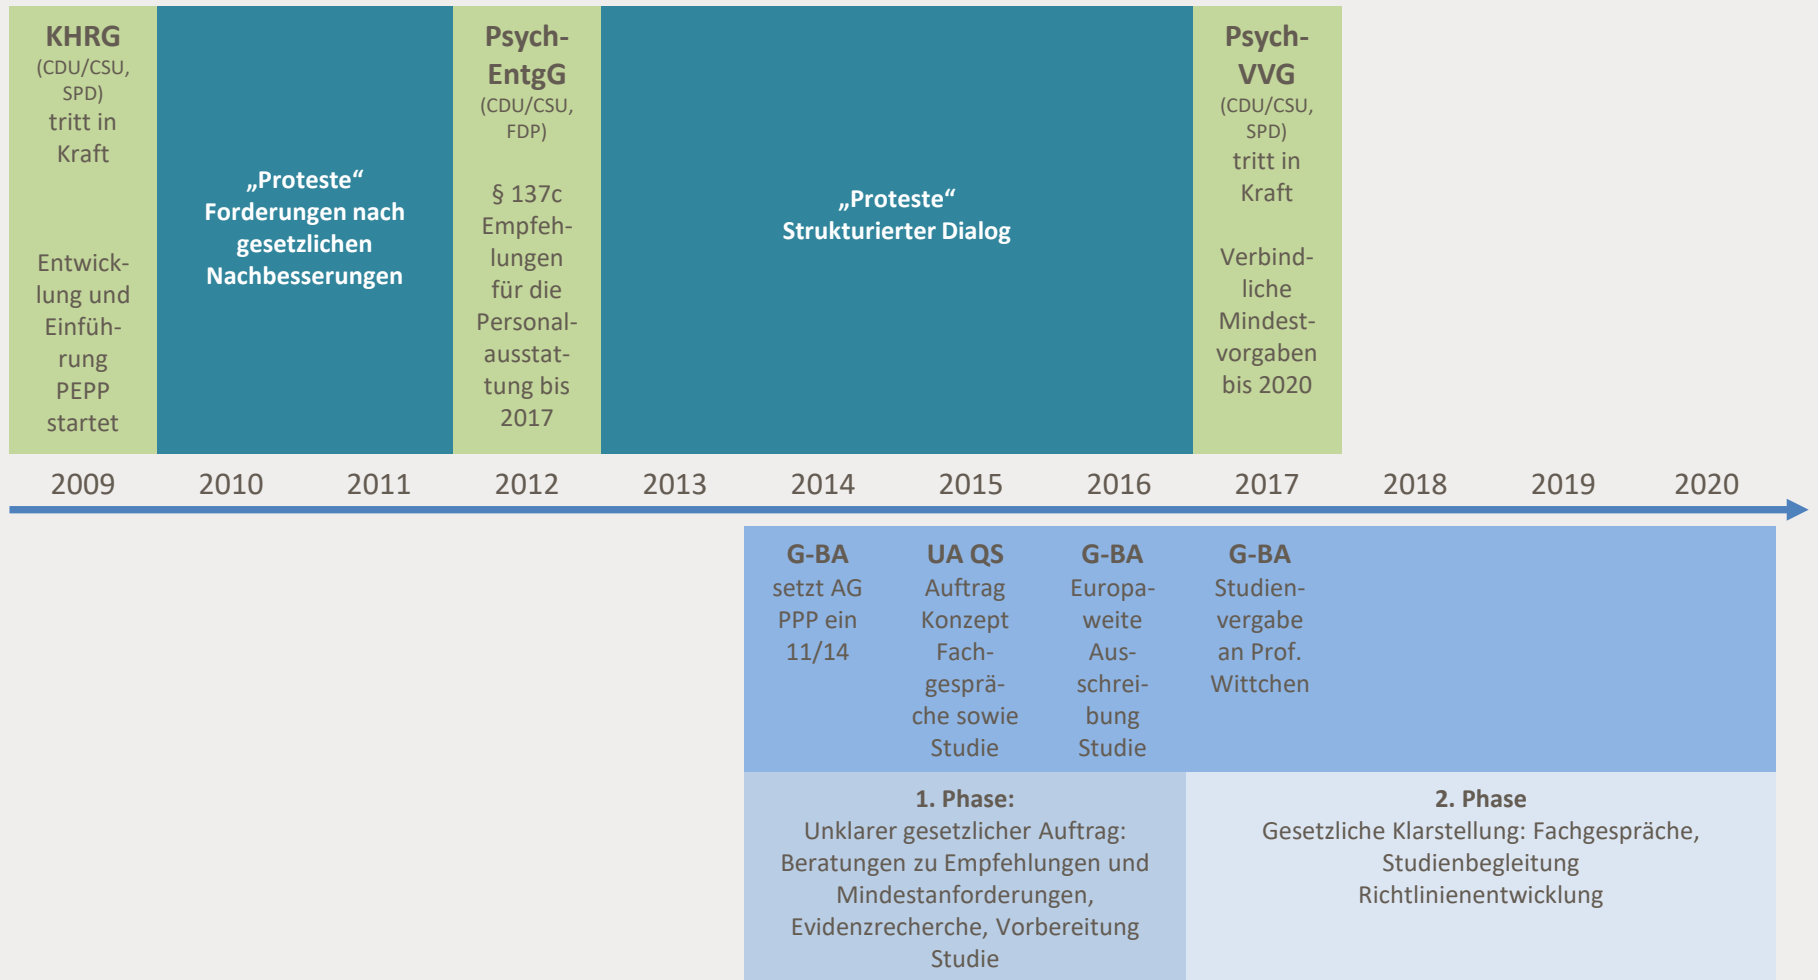 KHRG
(CDU/CSU,
SPD)
tritt in
Kraft
Entwick-
lung und
Einfüh-
rung
PEPP
startet
„Proteste“
Forderungen nach
gesetzlichen
Nachbesserungen
Psych-
EntgG
(CDU/CSU,
FDP)
§ 137c
Empfeh-
lungen
für die
Personal-
ausstat-
tung bis
2017
„Proteste“
Strukturierter Dialog
Psych-
VVG
(CDU/CSU,
SPD)
tritt in
Kraft
Verbind-
liche
Mindest-
vorgaben
bis 2020
2009 2010 2011 2012 2013 2014 2015 2016 2017 2018 2019 2020
G-BA
setzt AG
PPP ein
11/14
UA QS
Auftrag
Konzept
Fach-
gesprä-
che sowie
Studie
G-BA
Europa-
weite
Aus-
schrei-
bung
Studie
G-BA
Studien-
vergabe
an Prof.
Wittchen
1. Phase:
Unklarer gesetzlicher Auftrag:
Beratungen zu Empfehlungen und
Mindestanforderungen,
Evidenzrecherche, Vorbereitung
Studie
2. Phase
Gesetzliche Klarstellung: Fachgespräche,
Studienbegleitung
Richtlinienentwicklung